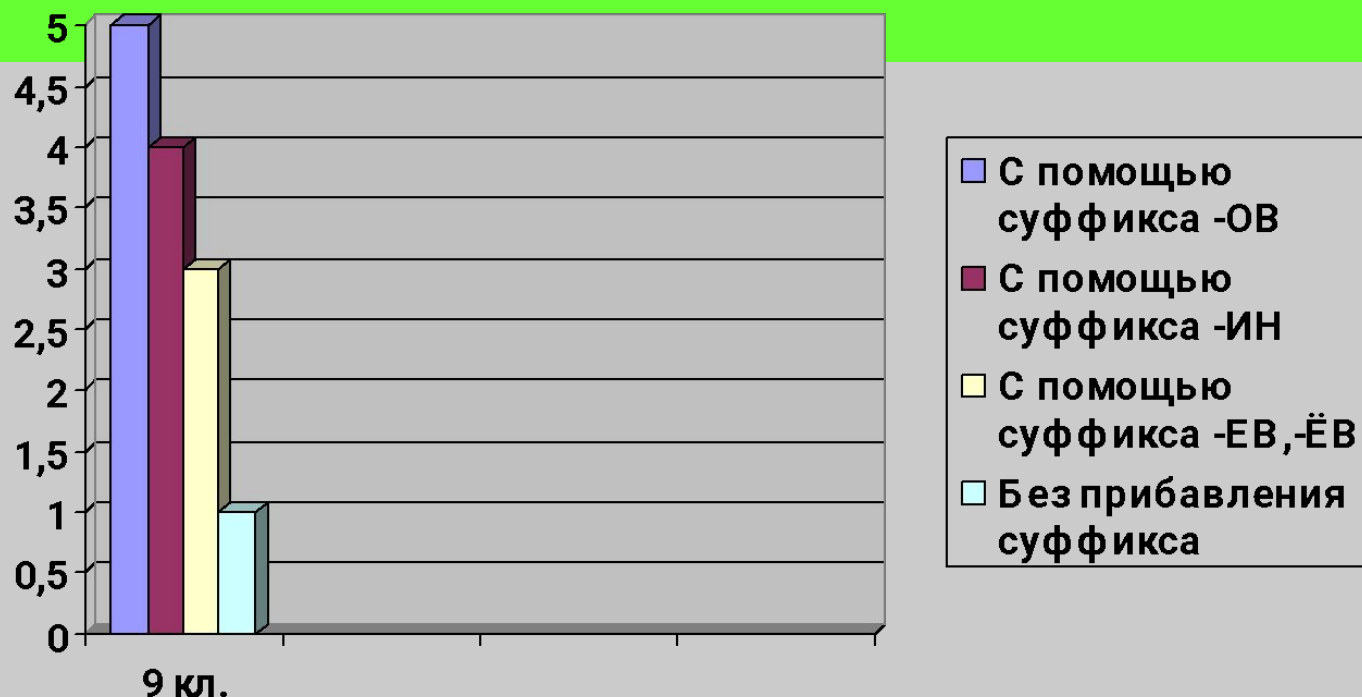 5
4,5
4
3,5
3
2,5
2
1,5
1
0,5
0
9 кл.
С помощью
суффикса -ОВ
С помощью
суффикса -ИН
С помощью
суффикса -ЕВ,-ЁВ
Без прибавления
суффикса